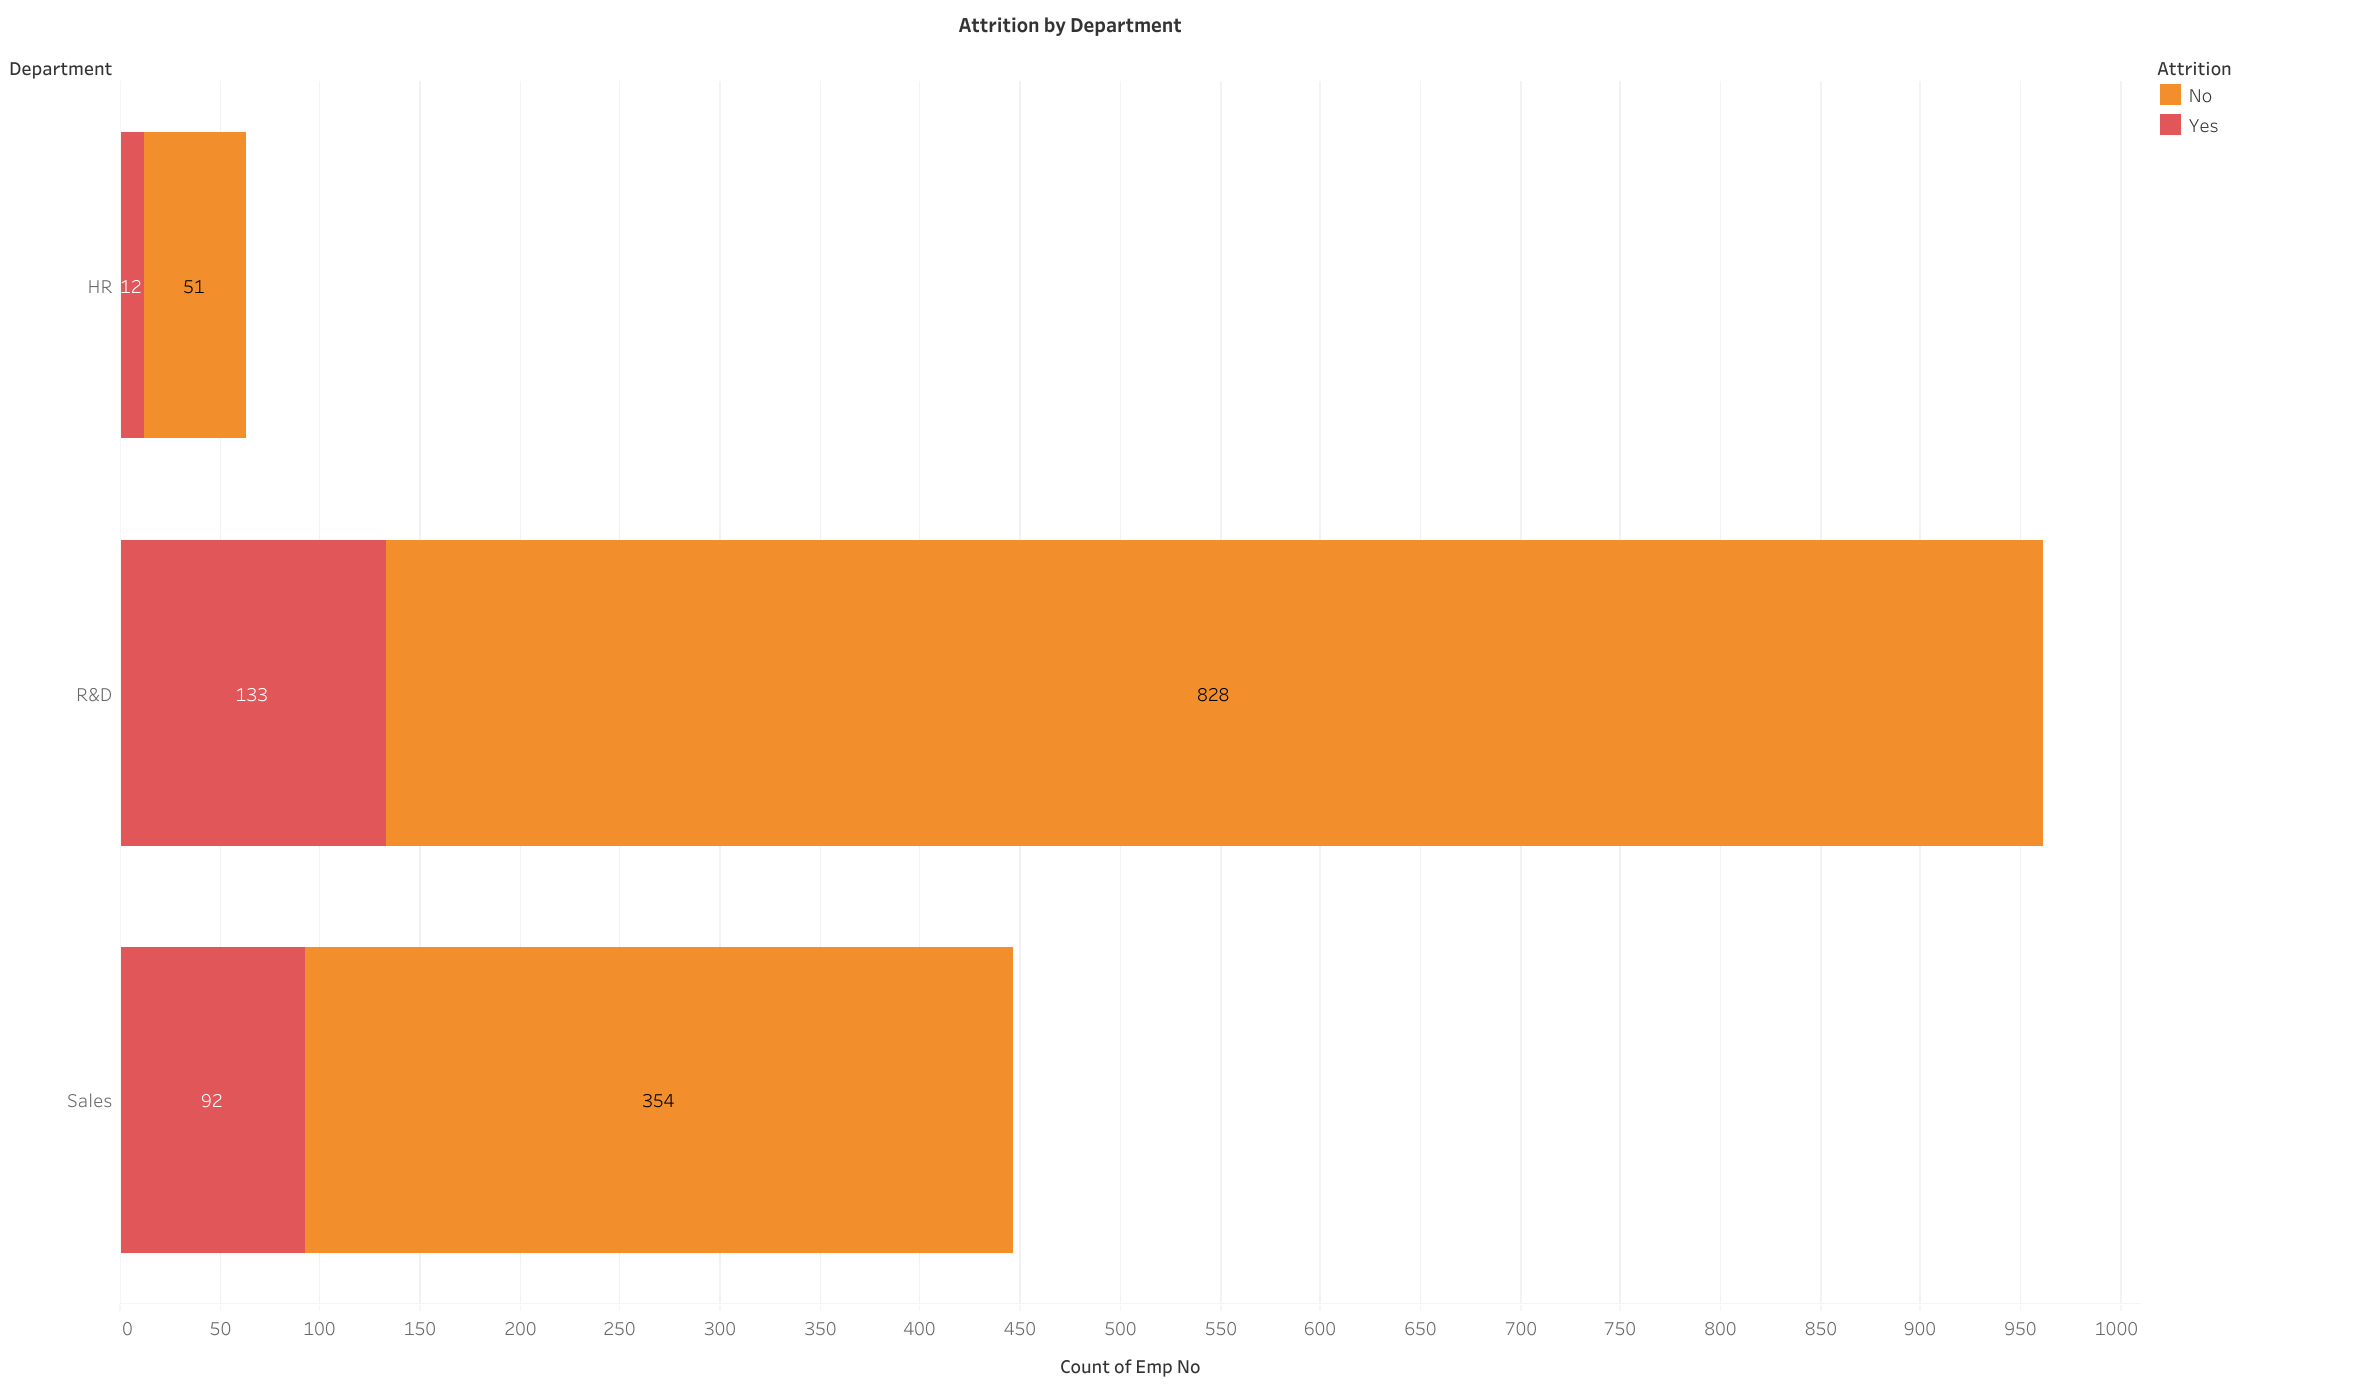 Attrition by Department
Department
Attrition
No
Yes
HR 12 51
R&D 133 828
Sales 92 354
0 50 100 150 200 250 300 350 400 450 500 550 600 650 700 750 800 850 900 950 1000
Count of Emp No